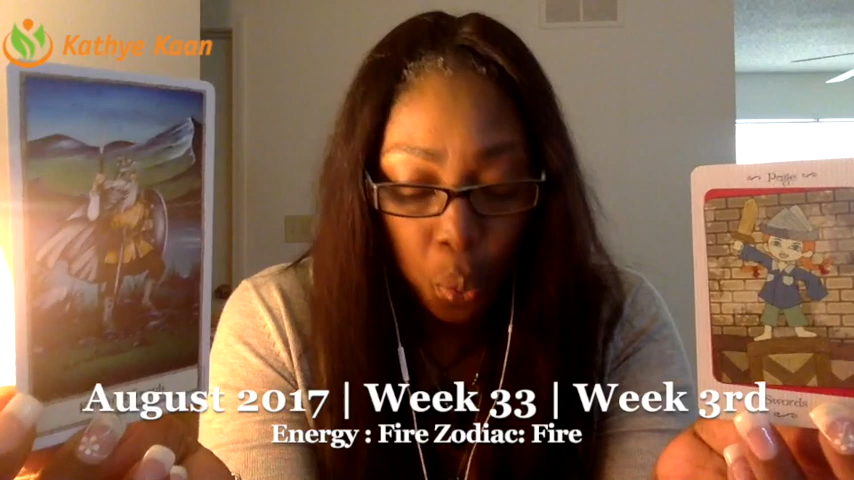 Kathye Kaan
Page
Swords
August 2017 | Week 33 | Week 3rd
Energy : Fire Zodiac: Fire